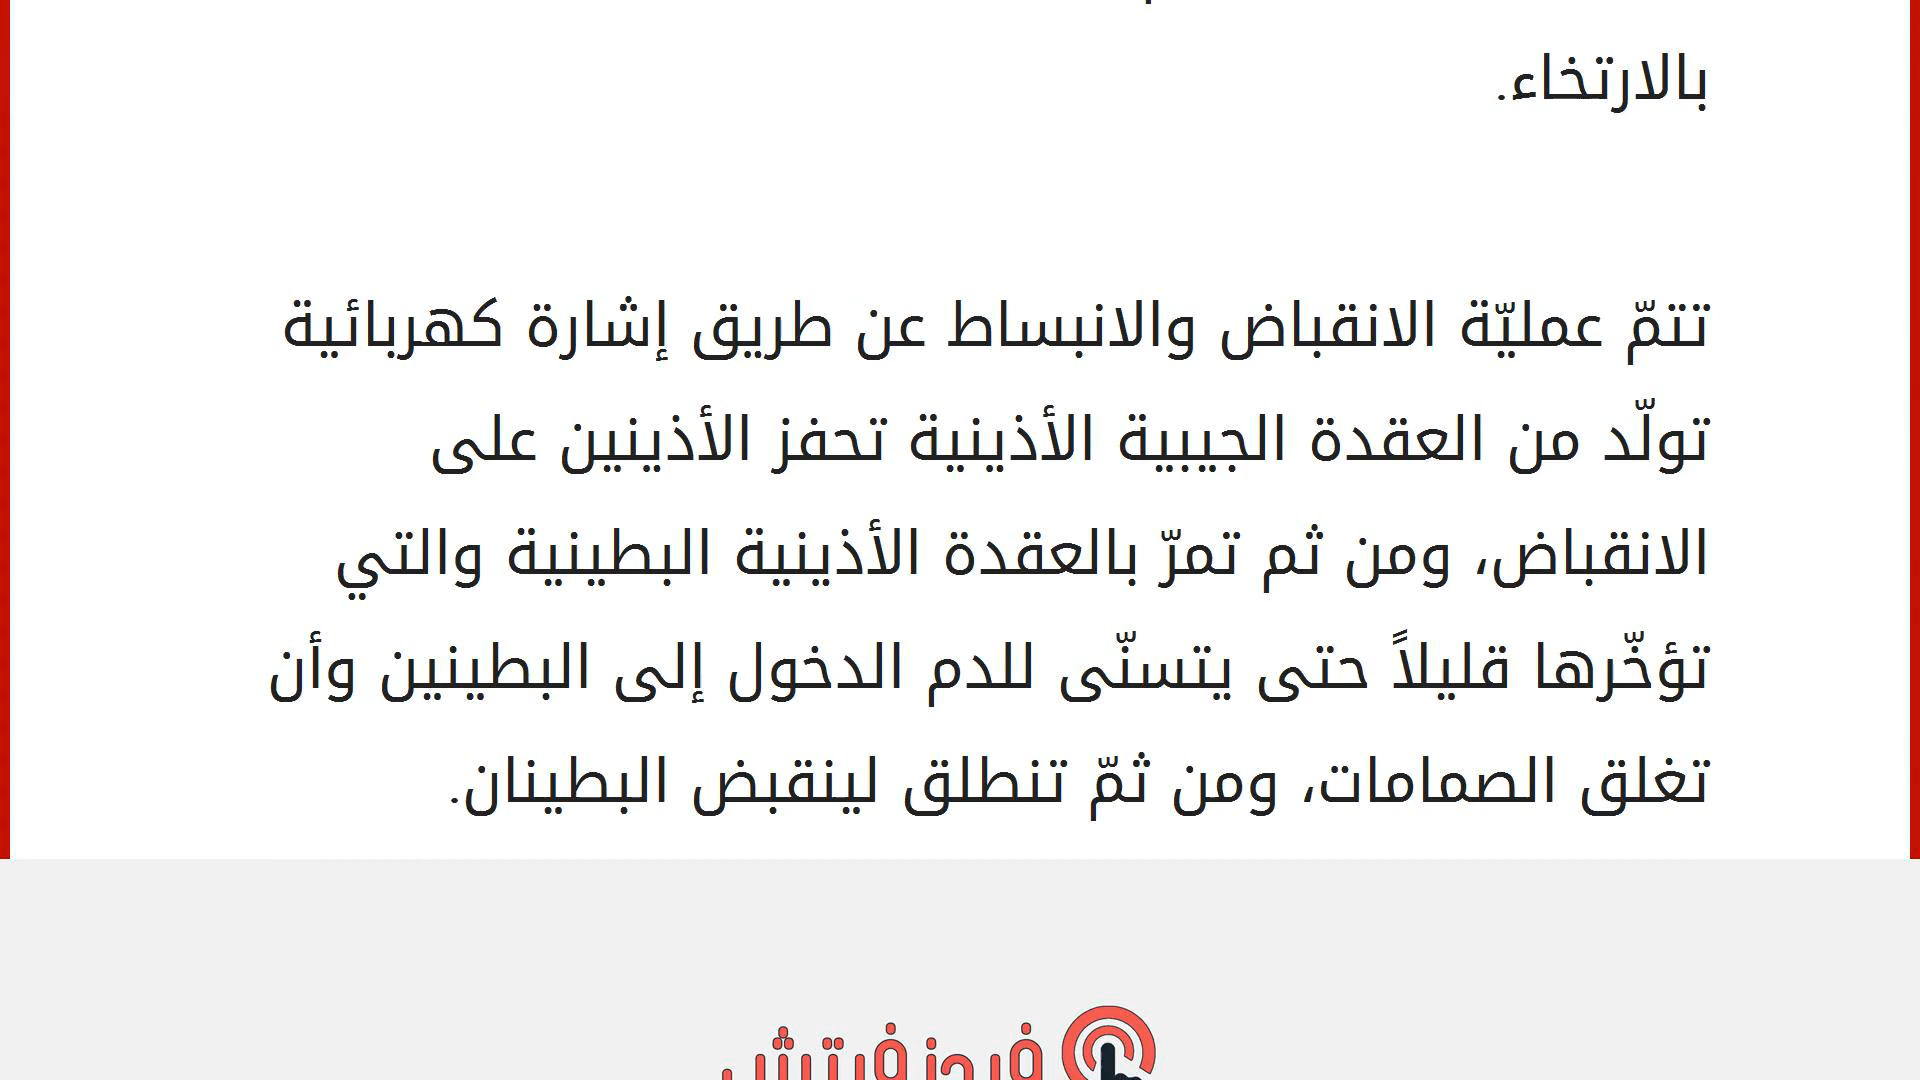 بالارتخاء.
تتمّ عمليّة الانقباض والانبساط عن طريق إشارة كهربائية
تولّد من العقدة الجيبية الأذينية تحفز الأذينين على
الانقباض، ومن ثم تمرّ بالعقدة الأذينية البطينية والتي
تؤخّرها قليلاً حتى يتسنّى للدم الدخول إلى البطينين وأن
تغلق الصمامات، ومن ثمّ تنطلق لينقبض البطينان.